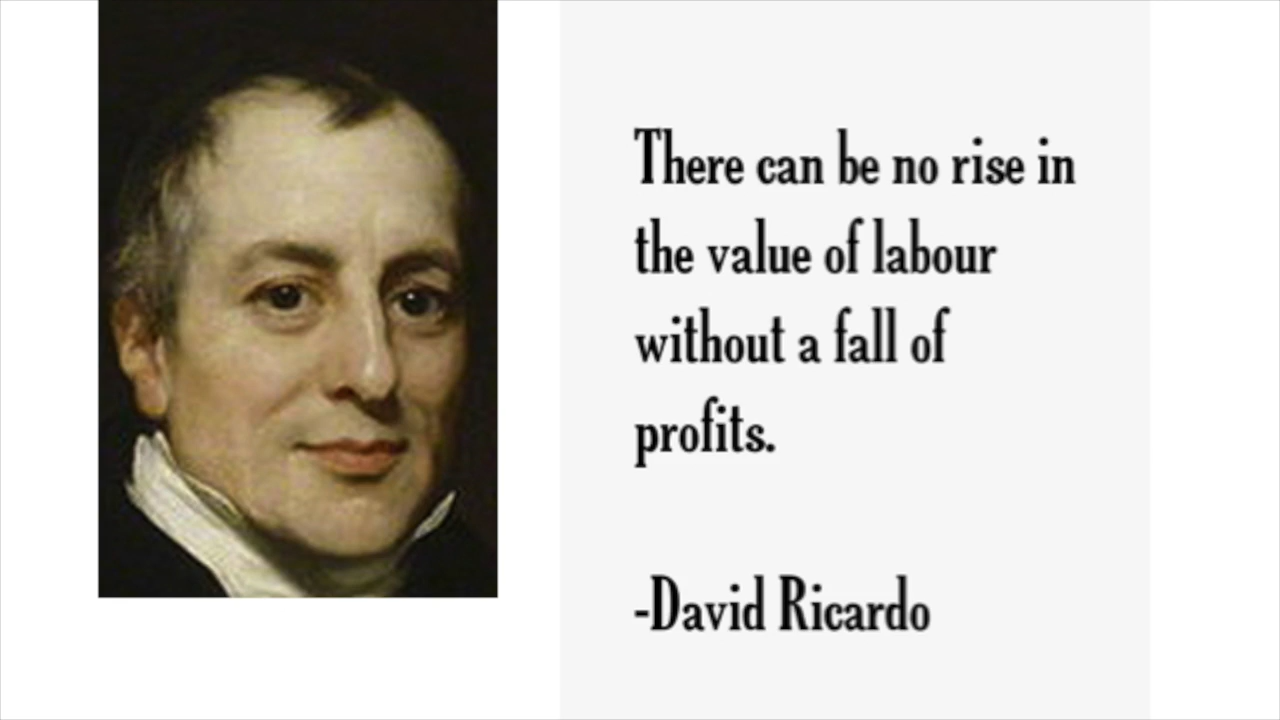 There can be no rise in
the value of labour
without a fall of
profits.
-David Ricardo